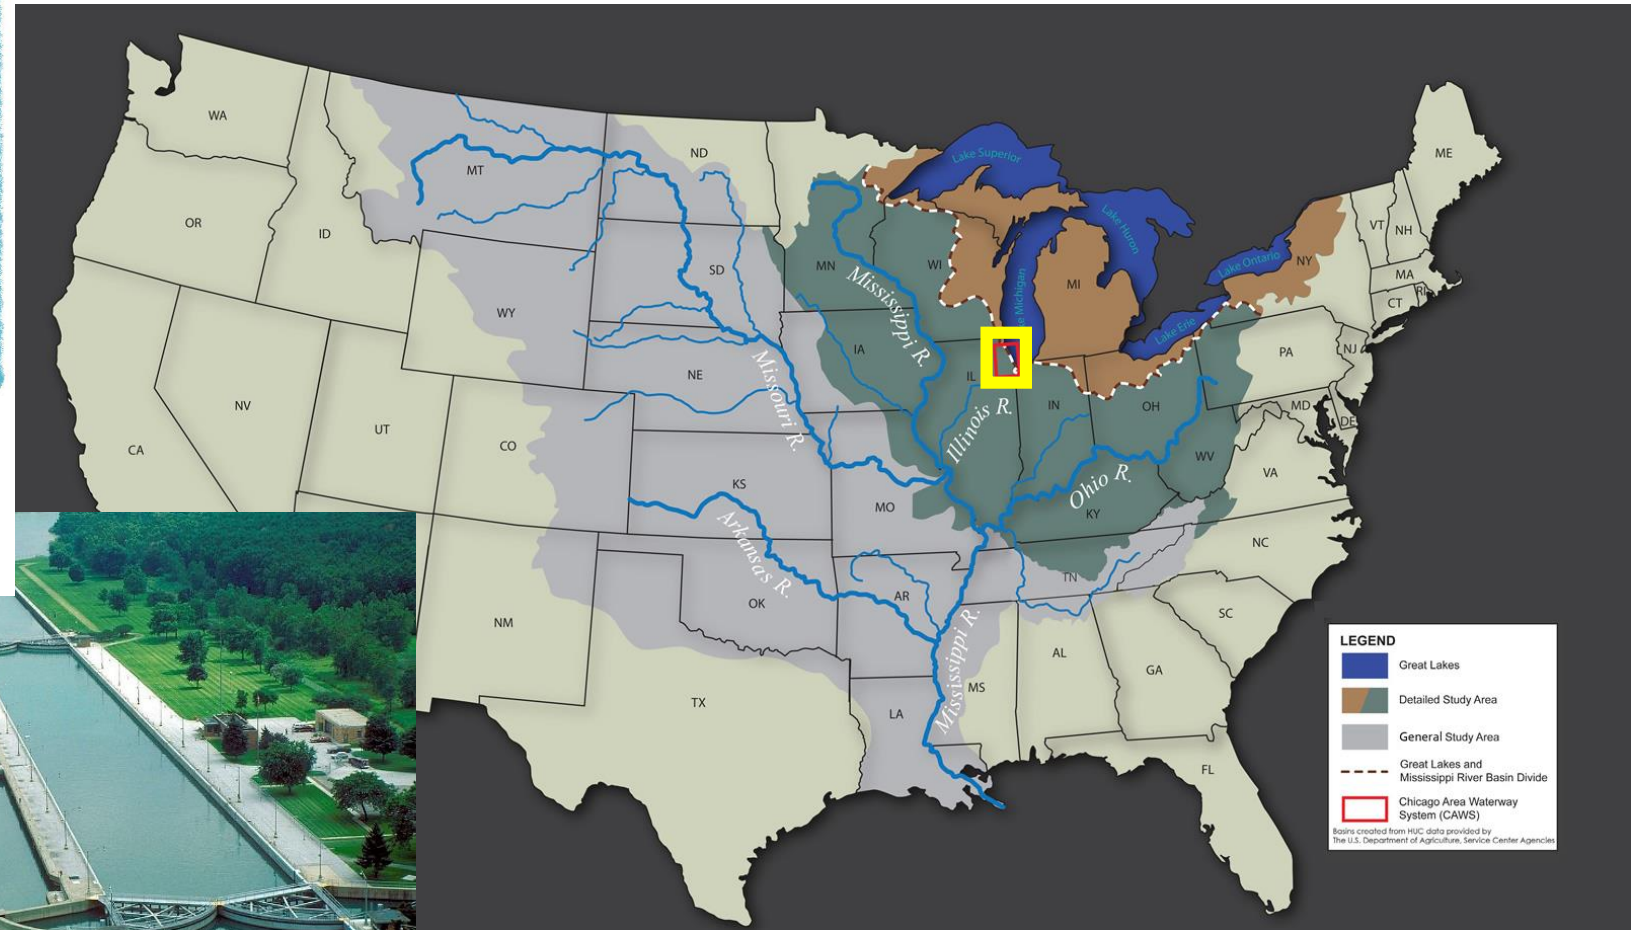 WA
MT
ND
ME
OR
ID
SD
MN
WI
MI
NY
VT
NH
MA
CT
RI
WY
IA
NE
IL
IN
OH
PA
NJ
NV
UT
CO
CA
KS
MO
KY
WV
MD
DE
VA
NC
TN
OK
AR
NM
TX
LA
MS
AL
GA
SC
FL
Lake Superior
Lake Huron
Lake Michigan
Lake Ontario
Lake Erie
Mississippi R.
Missouri R.
Illinois R.
Ohio R.
Arkansas R.
Mississippi R.
LEGEND
Great Lakes
Detailed Study Area
General Study Area
Great Lakes and
Mississippi River Basin Divide
Chicago Area Waterway
System (CAWS)
Basins created from HUC data provided by
The U.S. Department of Agriculture, Service Center Agencies